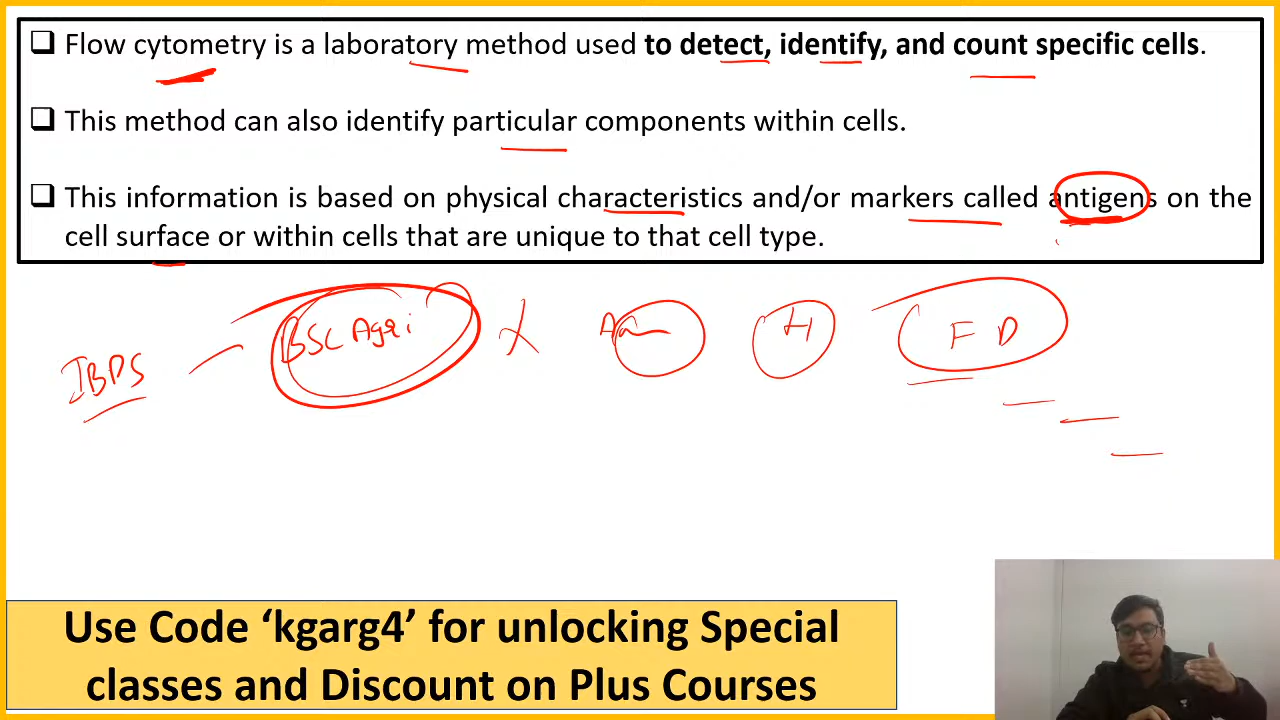 ❑ Flow cytometry is a laboratory method used to detect, identify, and count specific cells.
❑ This method can also identify particular components within cells.
❑ This information is based on physical characteristics and/or markers called antigens on the
cell surface or within cells that are unique to that cell type.
IBPS BSC Agri X H F D
Use Code ‘kgarg4’ for unlocking Special
classes and Discount on Plus Courses